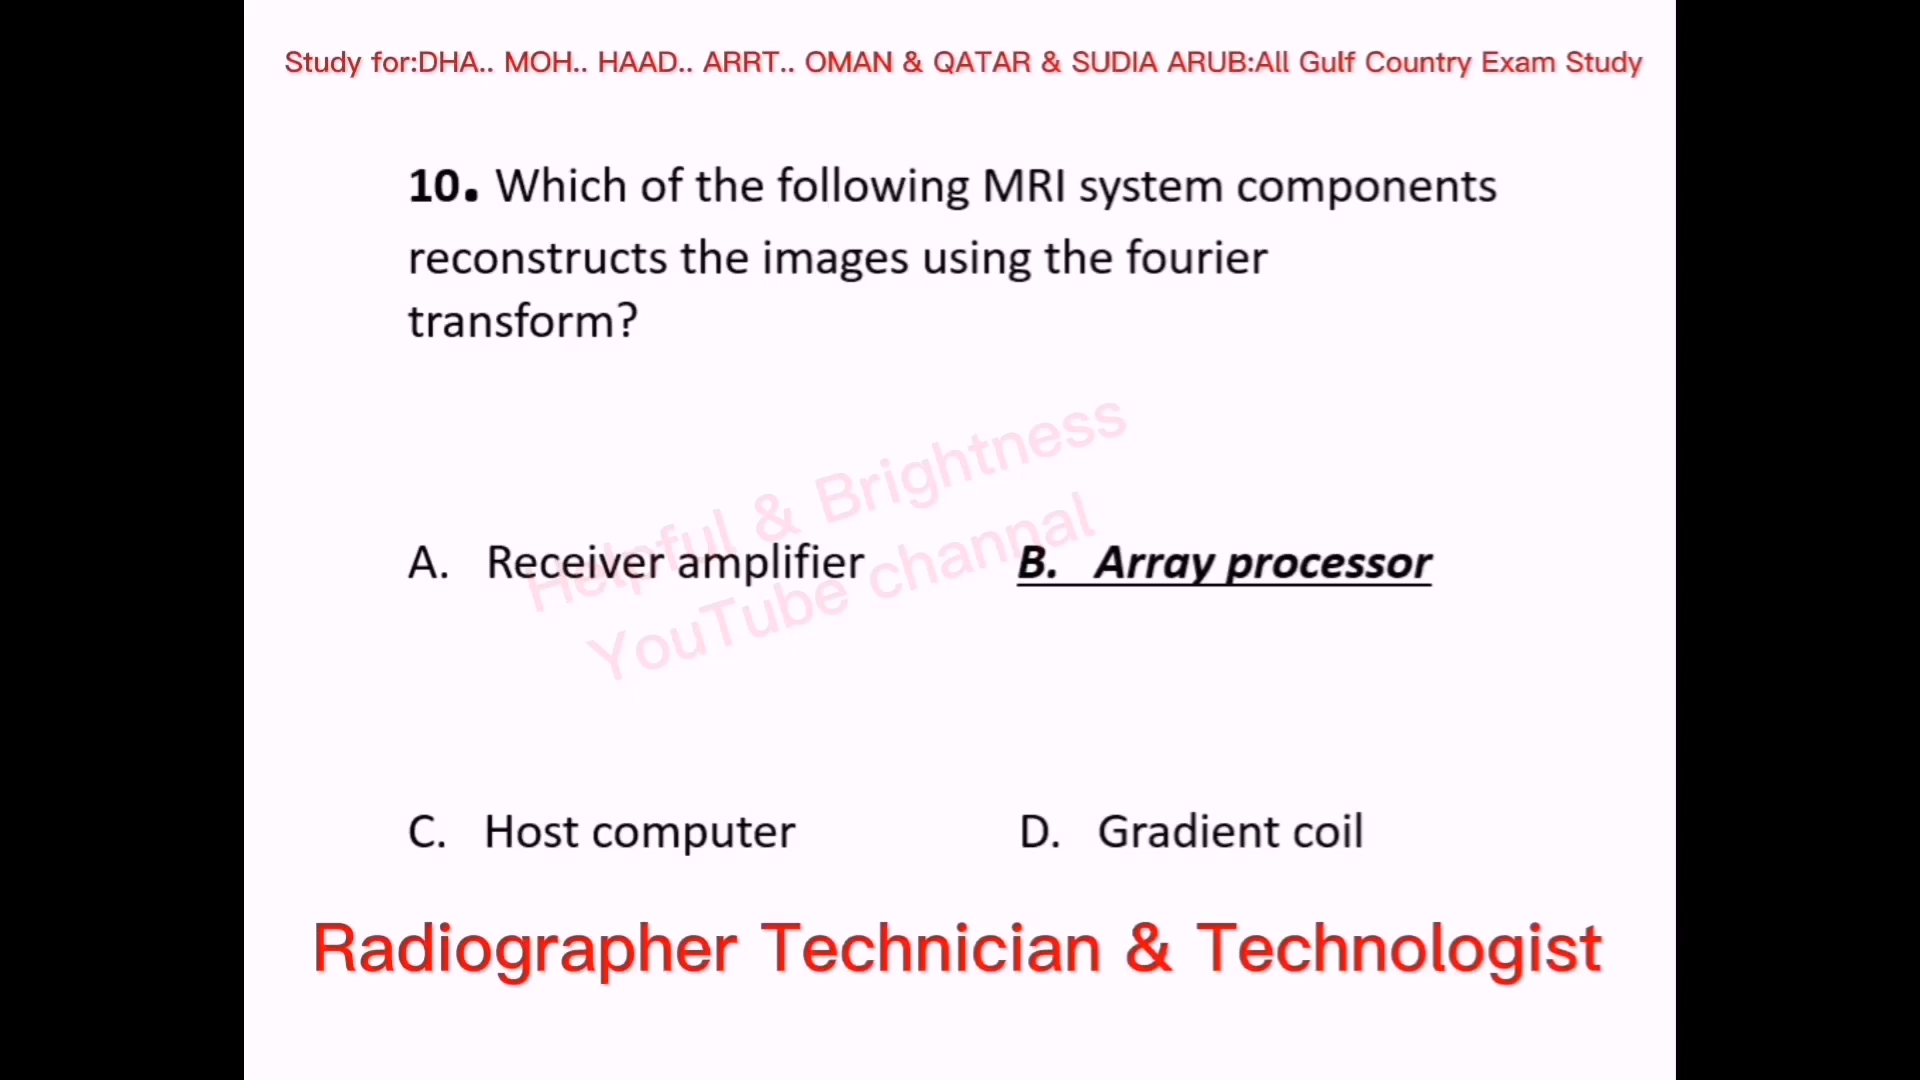 Study for:DHA.. MOH.. HAAD.. ARRT.. OMAN & QATAR & SUDIA ARUB:All Gulf Country Exam Study
10. Which of the following MRI system components
reconstructs the images using the fourier
transform?
Helpful & Brightness
YouTube channal
A. Receiver amplifier
B. Array processor
C. Host computer
D. Gradient coil
Radiographer Technician & Technologist